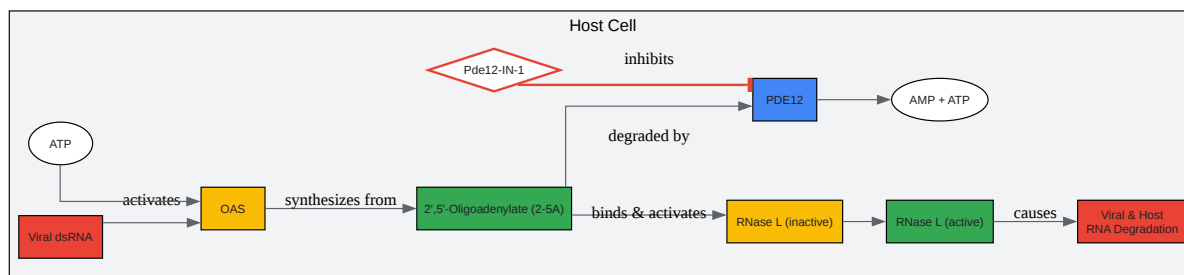 Host Cell
Pde12-IN-1
inhibits
PDE12
AMP + ATP
degraded by
ATP
activates
OAS
synthesizes from
2',5'-Oligoadenylate (2-5A)
binds & activates
RNase L (inactive)
RNase L (active)
causes
Viral & Host
RNA Degradation
Viral dsRNA